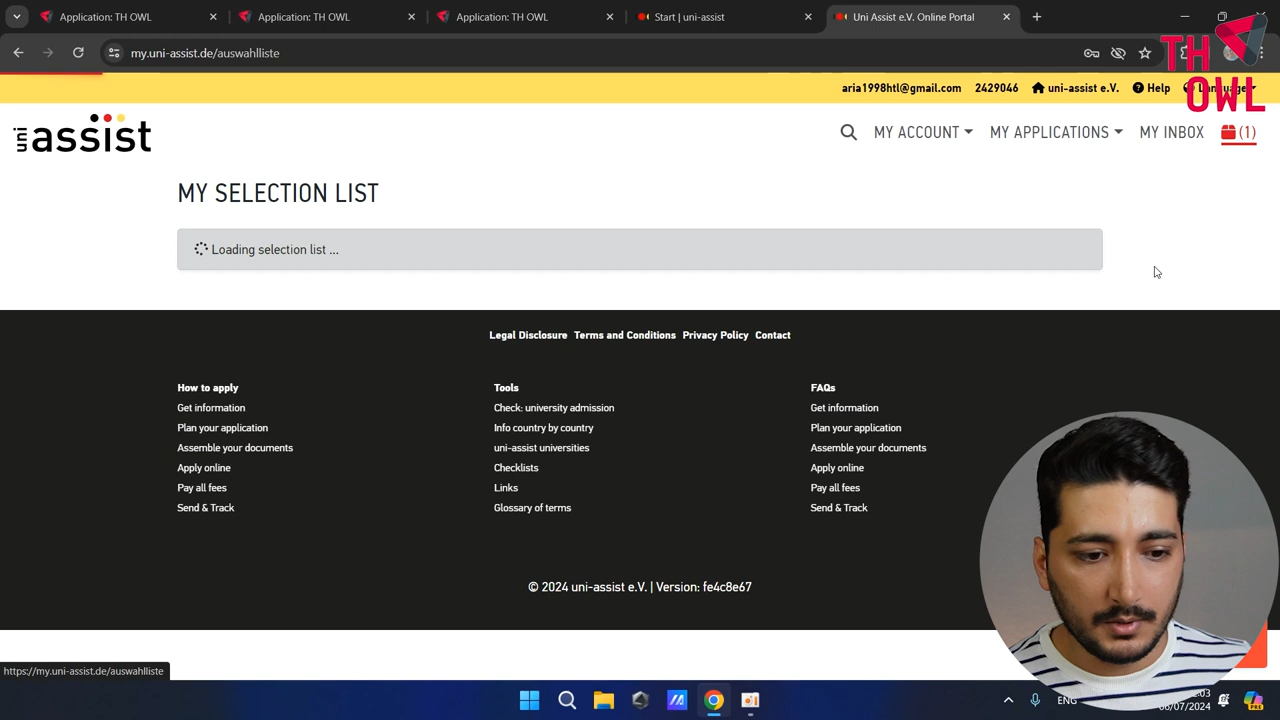 Application: TH OWL
Application: TH OWL
Application: TH OWL
Start | uni-assist
Uni Assist e.V. Online Portal
my.uni-assist.de/auswahlliste
TH
OWL
aria1998htl@gmail.com 2429046 uni-assist e.V. Help
uni assist
MY ACCOUNT MY APPLICATIONS MY INBOX (1)
MY SELECTION LIST
Loading selection list ...
Legal Disclosure Terms and Conditions Privacy Policy Contact
How to apply
Get information
Plan your application
Assemble your documents
Apply online
Pay all fees
Send & Track
Tools
Check: university admission
Info country by country
uni-assist universities
Checklists
Links
Glossary of terms
FAQs
Get information
Plan your application
Assemble your documents
Apply online
Pay all fees
Send & Track
© 2024 uni-assist e.V. | Version: fe4c8e67
https://my.uni-assist.de/auswahlliste
ENG